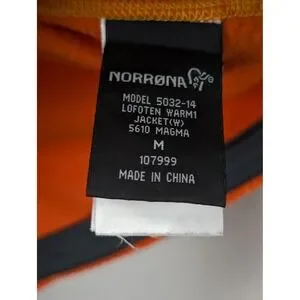 NORRØNA
MODEL 5032-14
LOFOTEN WARM1
JACKET(W)
5610 MAGMA
M
107999
MADE IN CHINA